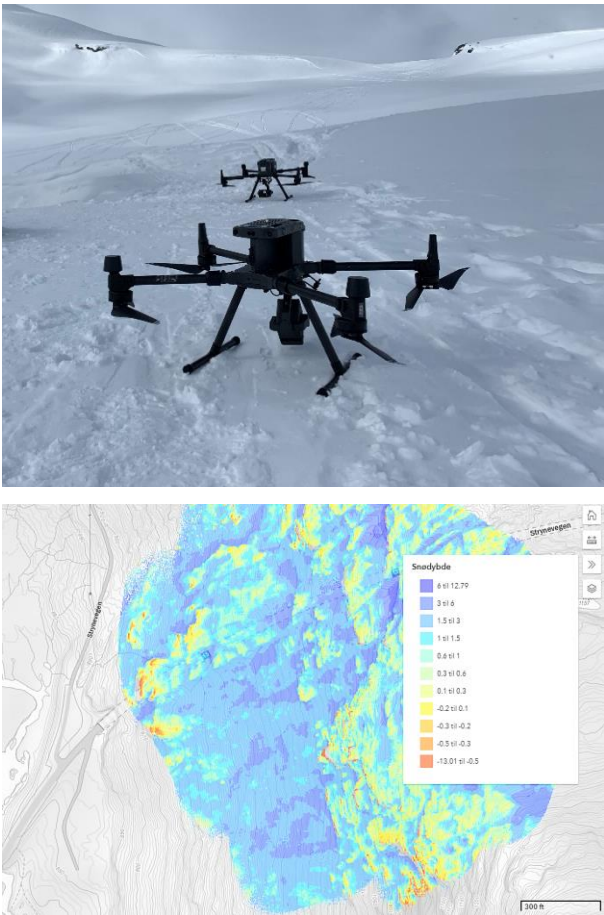 Strynevegen
Snødybde
6 til 12.79
3 til 6
1.5 til 3
1 til 1.5
0.6 til 1
0.3 til 0.6
0.1 til 0.3
-0.2 til 0.1
-0.3 til -0.2
-0.5 til -0.3
-13.01 til -0.5
Strynevegen
300 ft